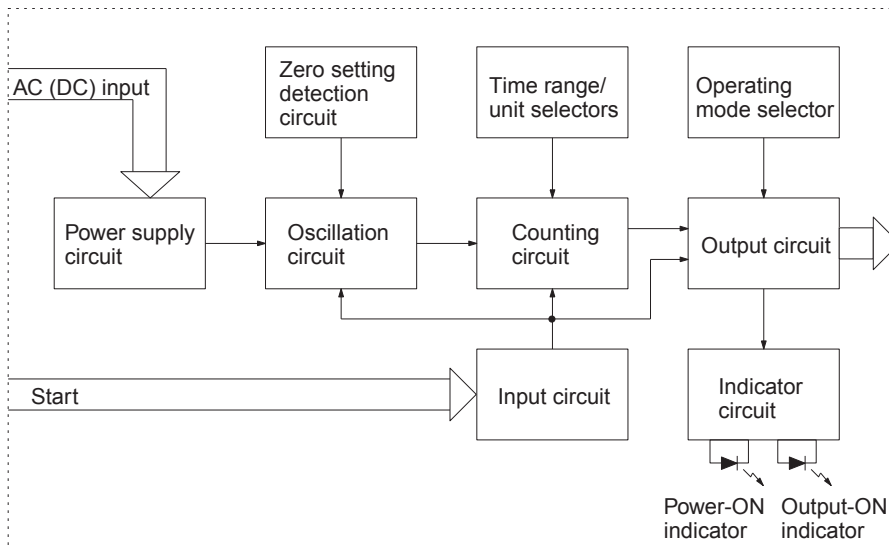 AC (DC) input
Zero setting
detection
circuit
Time range/
unit selectors
Operating
mode selector
Power supply
circuit
Oscillation
circuit
Counting
circuit
Output circuit
Start
Input circuit
Indicator
circuit
Power-ON
indicator
Output-ON
indicator